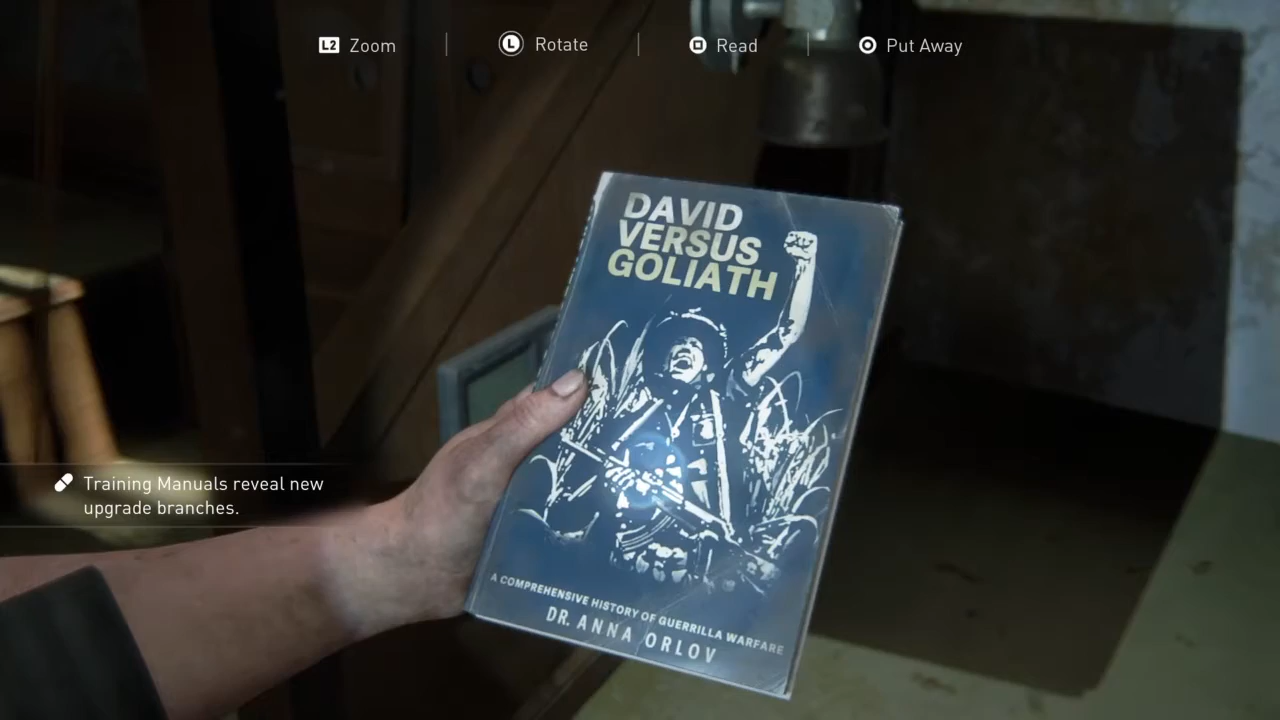 L2 Zoom
L Rotate
Read
Put Away
DAVID
VERSUS
GOLIATH
Training Manuals reveal new
upgrade branches.
A COMPREHENSIVE HISTORY OF GUERRILLA WARFARE
DR. ANNA ORLOV